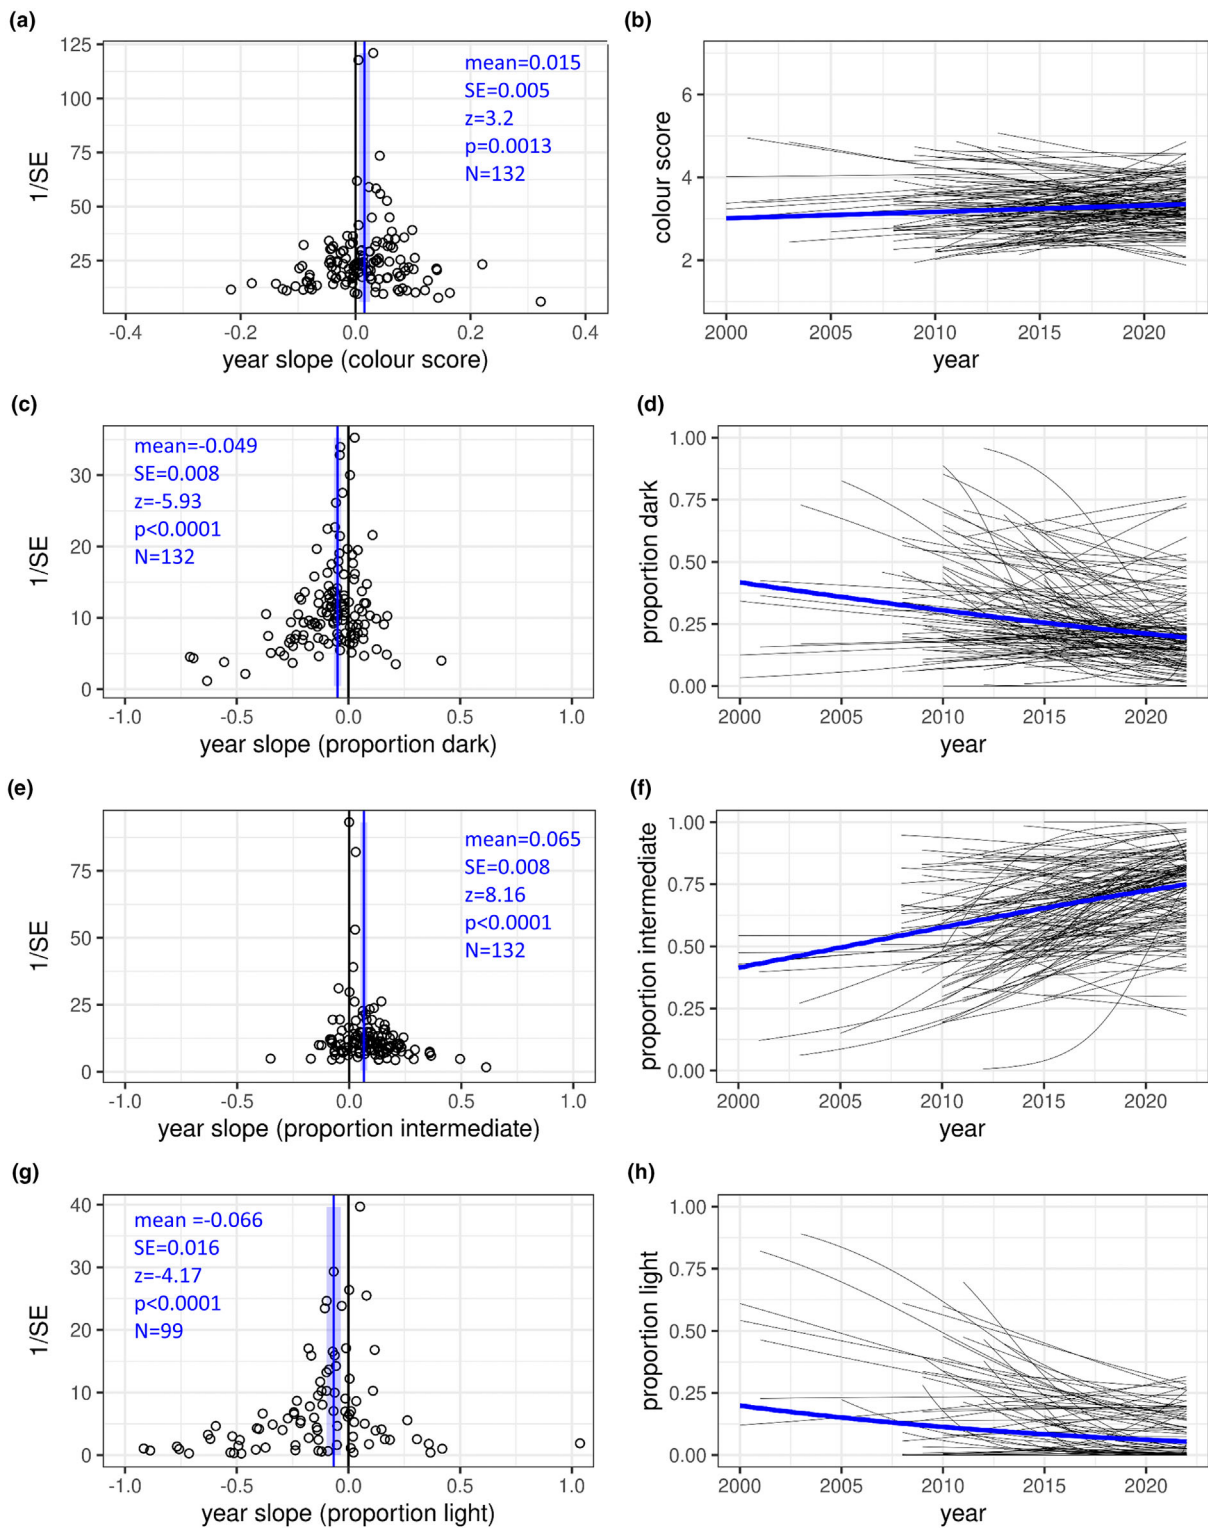 (a)
125
100
75
50
25
1/SE
mean=0.015
SE=0.005
z=3.2
p=0.0013
N=132
-0.4 -0.2 0.0 0.2 0.4
year slope (colour score)
(b)
6
4
2
colour score
2000 2005 2010 2015 2020
year
(c)
30
20
10
0
1/SE
mean=-0.049
SE=0.008
z=-5.93
p<0.0001
N=132
-1.0 -0.5 0.0 0.5 1.0
year slope (proportion dark)
(d)
1.00
0.75
0.50
0.25
0.00
proportion dark
2000 2005 2010 2015 2020
year
(e)
75
50
25
0
1/SE
mean=0.065
SE=0.008
z=8.16
p<0.0001
N=132
-1.0 -0.5 0.0 0.5 1.0
year slope (proportion intermediate)
(f)
1.00
0.75
0.50
0.25
0.00
proportion intermediate
2000 2005 2010 2015 2020
year
(g)
40
30
20
10
0
1/SE
mean =-0.066
SE=0.016
z=-4.17
p<0.0001
N=99
-1.0 -0.5 0.0 0.5 1.0
year slope (proportion light)
(h)
1.00
0.75
0.50
0.25
0.00
proportion light
2000 2005 2010 2015 2020
year